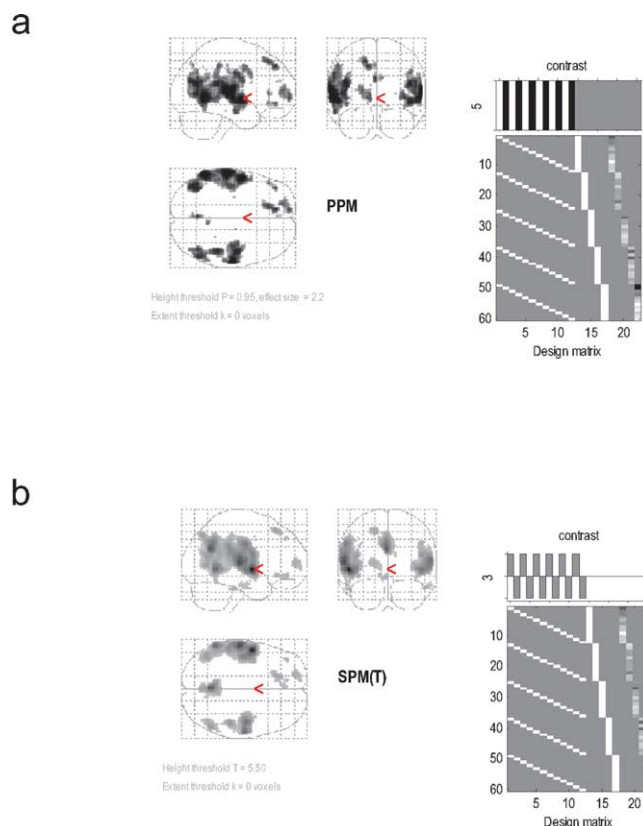 a
contrast
5
<
<
<
PPM
10
20
30
40
50
60
5 10 15 20
Design matrix
Height threshold P = 0.95, effect size = 2.2
Extent threshold k = 0 voxels
b
contrast
3
<
<
<
SPM(T)
10
20
30
40
50
60
5 10 15 20
Design matrix
Height threshold T = 5.50
Extent threshold k = 0 voxels